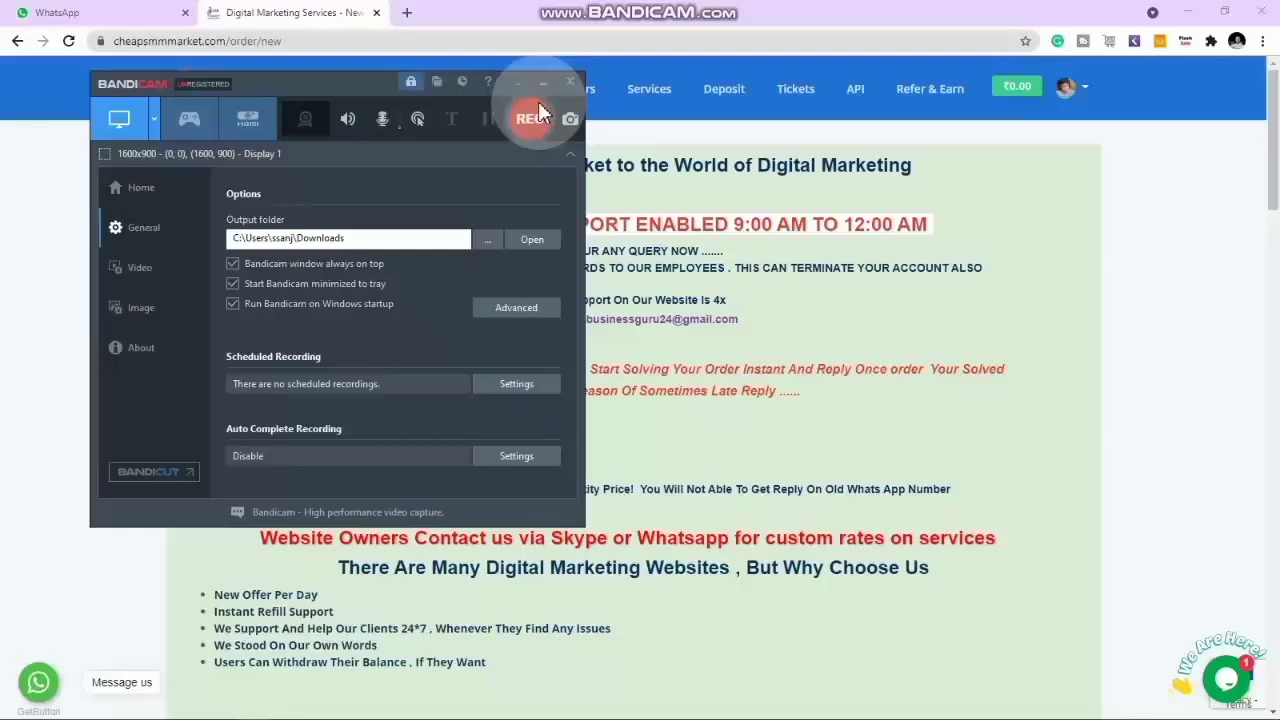 WhatsApp
Digital Marketing Services - New
www.BANDICAM.com
cheapsmmmarket.com/order/new
BANDICAM UNREGISTERED
Services
Deposit
Tickets
API
Refer & Earn
₹0.00
HDMI
REC
1600x900 - (0, 0), (1600, 900) - Display 1
Home
General
Video
Image
About
BANDICUT
Options
Output folder
C:\Users\ssanj\Downloads
...
Open
Bandicam window always on top
Start Bandicam minimized to tray
Run Bandicam on Windows startup
Advanced
Scheduled Recording
There are no scheduled recordings.
Settings
Auto Complete Recording
Disable
Settings
Bandicam - High performance video capture.
ket to the World of Digital Marketing
PORT ENABLED 9:00 AM TO 12:00 AM
UR ANY QUERY NOW .......
RDS TO OUR EMPLOYEES . THIS CAN TERMINATE YOUR ACCOUNT ALSO
pport On Our Website Is 4x
businessguru24@gmail.com
Start Solving Your Order Instant And Reply Once order Your Solved
eason Of Sometimes Late Reply ......
ity Price! You Will Not Able To Get Reply On Old Whats App Number
Website Owners Contact us via Skype or Whatsapp for custom rates on services
There Are Many Digital Marketing Websites , But Why Choose Us
New Offer Per Day
Instant Refill Support
We Support And Help Our Clients 24*7 , Whenever They Find Any Issues
We Stood On Our Own Words
Users Can Withdraw Their Balance , If They Want
Message us
GetButton
We Are Here!
1
Terms